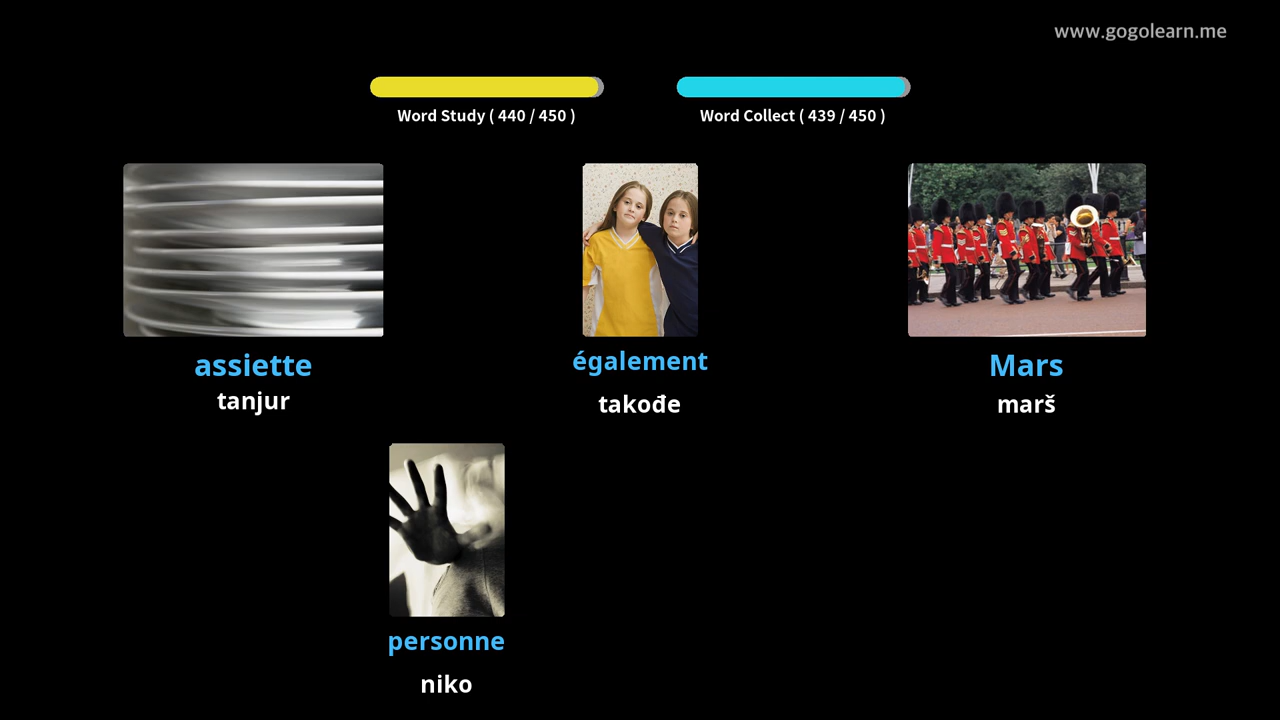 www.gogolearn.me
Word Study ( 440 / 450 )
Word Collect ( 439 / 450 )
assiette
tanjur
également
takođe
Mars
marš
personne
niko